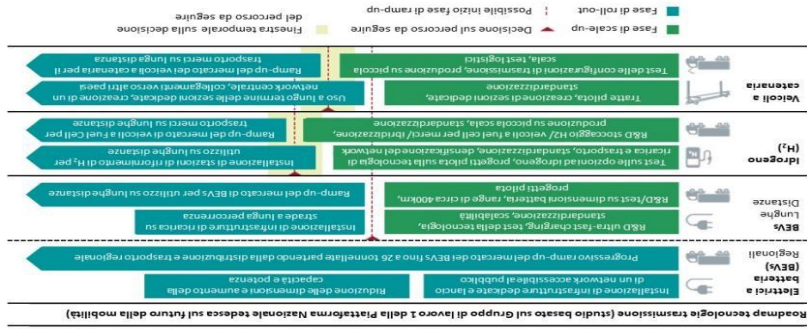 Roadmap tecnologie trasmissione (studio basato sul Gruppo di lavoro 1 della Piattaforma Nazionale tedesca sul futuro della mobilità)
Elettrici a
batteria
(BEVs)
Regionali
Installazione di infrastrutture dedicate e lancio
di un network accessibile al pubblico
Riduzione delle dimensioni e aumento della
capacità e potenza
Progressivo ramp-up del mercato dei BEVs fino a 26 tonnellate partendo dalla distribuzione e trasporto regionale
BEVs
Lunghe
Distanze
R&D ultra-fast charging, test della tecnologia,
standardizzazione, scalabilità
Installazione di infrastrutture di ricarica su
strade a lunga percorrenza
R&D/test su dimensioni batteria, range di circa 400km,
progetti pilota
Ramp-up del mercato di BEVs per utilizzo su lunghe distanze
Idrogeno
(H₂)
Test sulle opzioni ad idrogeno, progetti pilota sulla tecnologia di
ricarica e trasporto, standardizzazione, densificazione del network
Installazione di stazioni di rifornimento di H₂ per
utilizzo su lunghe distanze
R&D stoccaggio H2/ veicoli a fuel cell per merci/ ibridizzazione,
produzione su piccola scala, standardizzazione
Ramp-up del mercato di veicoli a Fuel Cell per
trasporto merci su lunghe distanze
Veicoli a
catenaria
Tratte pilota, creazione di sezioni dedicate,
standardizzazione
Uso a lungo termine delle sezioni dedicate, creazione di un
network centrale, collegamenti verso altri paesi
Test delle configurazioni di trasmissione, produzione su piccola
scala, test logistici
Ramp-up del mercato dei veicoli a catenaria per il
trasporto merci su lunga distanza
Fase di scale-up
Fase di roll-out
Decisione sul percorso da seguire
Possibile inizio fase di ramp-up
Finestra temporale sulla decisione
del percorso da seguire